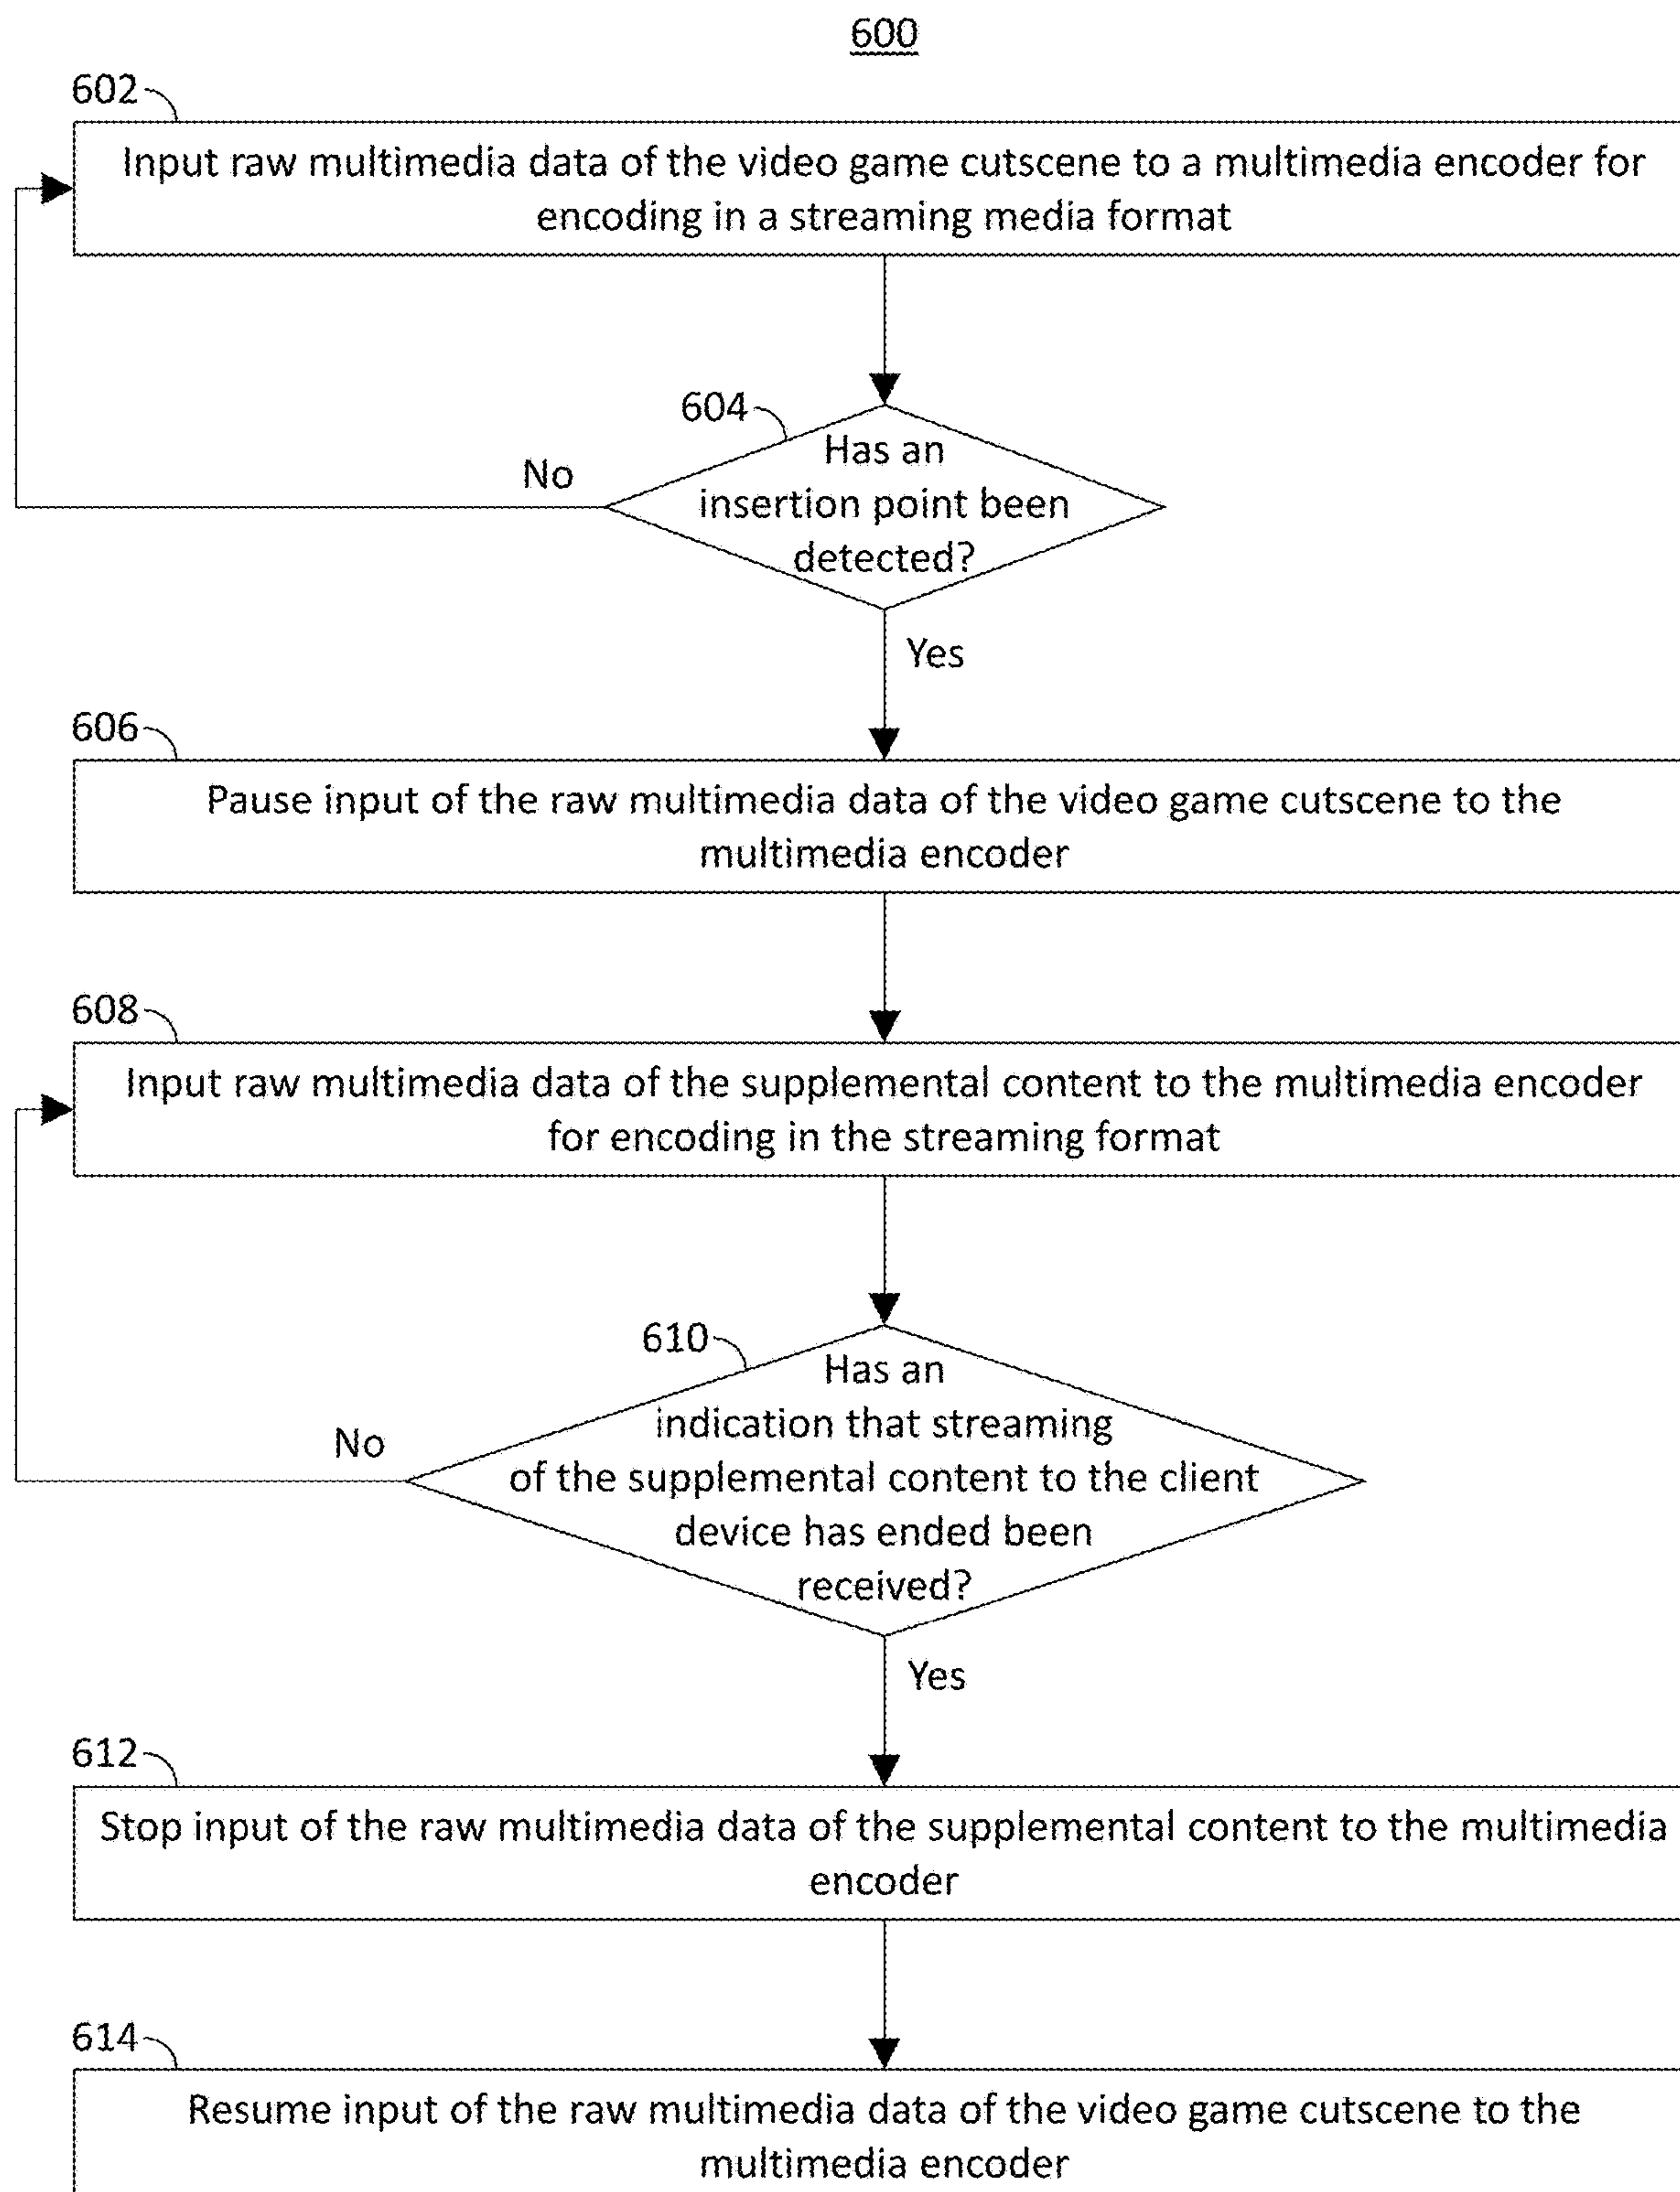 600
602
Input raw multimedia data of the video game cutscene to a multimedia encoder for
encoding in a streaming media format
604
Has an
insertion point been
detected?
No
Yes
606
Pause input of the raw multimedia data of the video game cutscene to the
multimedia encoder
608
Input raw multimedia data of the supplemental content to the multimedia encoder
for encoding in the streaming format
610
Has an
indication that streaming
of the supplemental content to the client
device has ended been
received?
No
Yes
612
Stop input of the raw multimedia data of the supplemental content to the multimedia
encoder
614
Resume input of the raw multimedia data of the video game cutscene to the
multimedia encoder